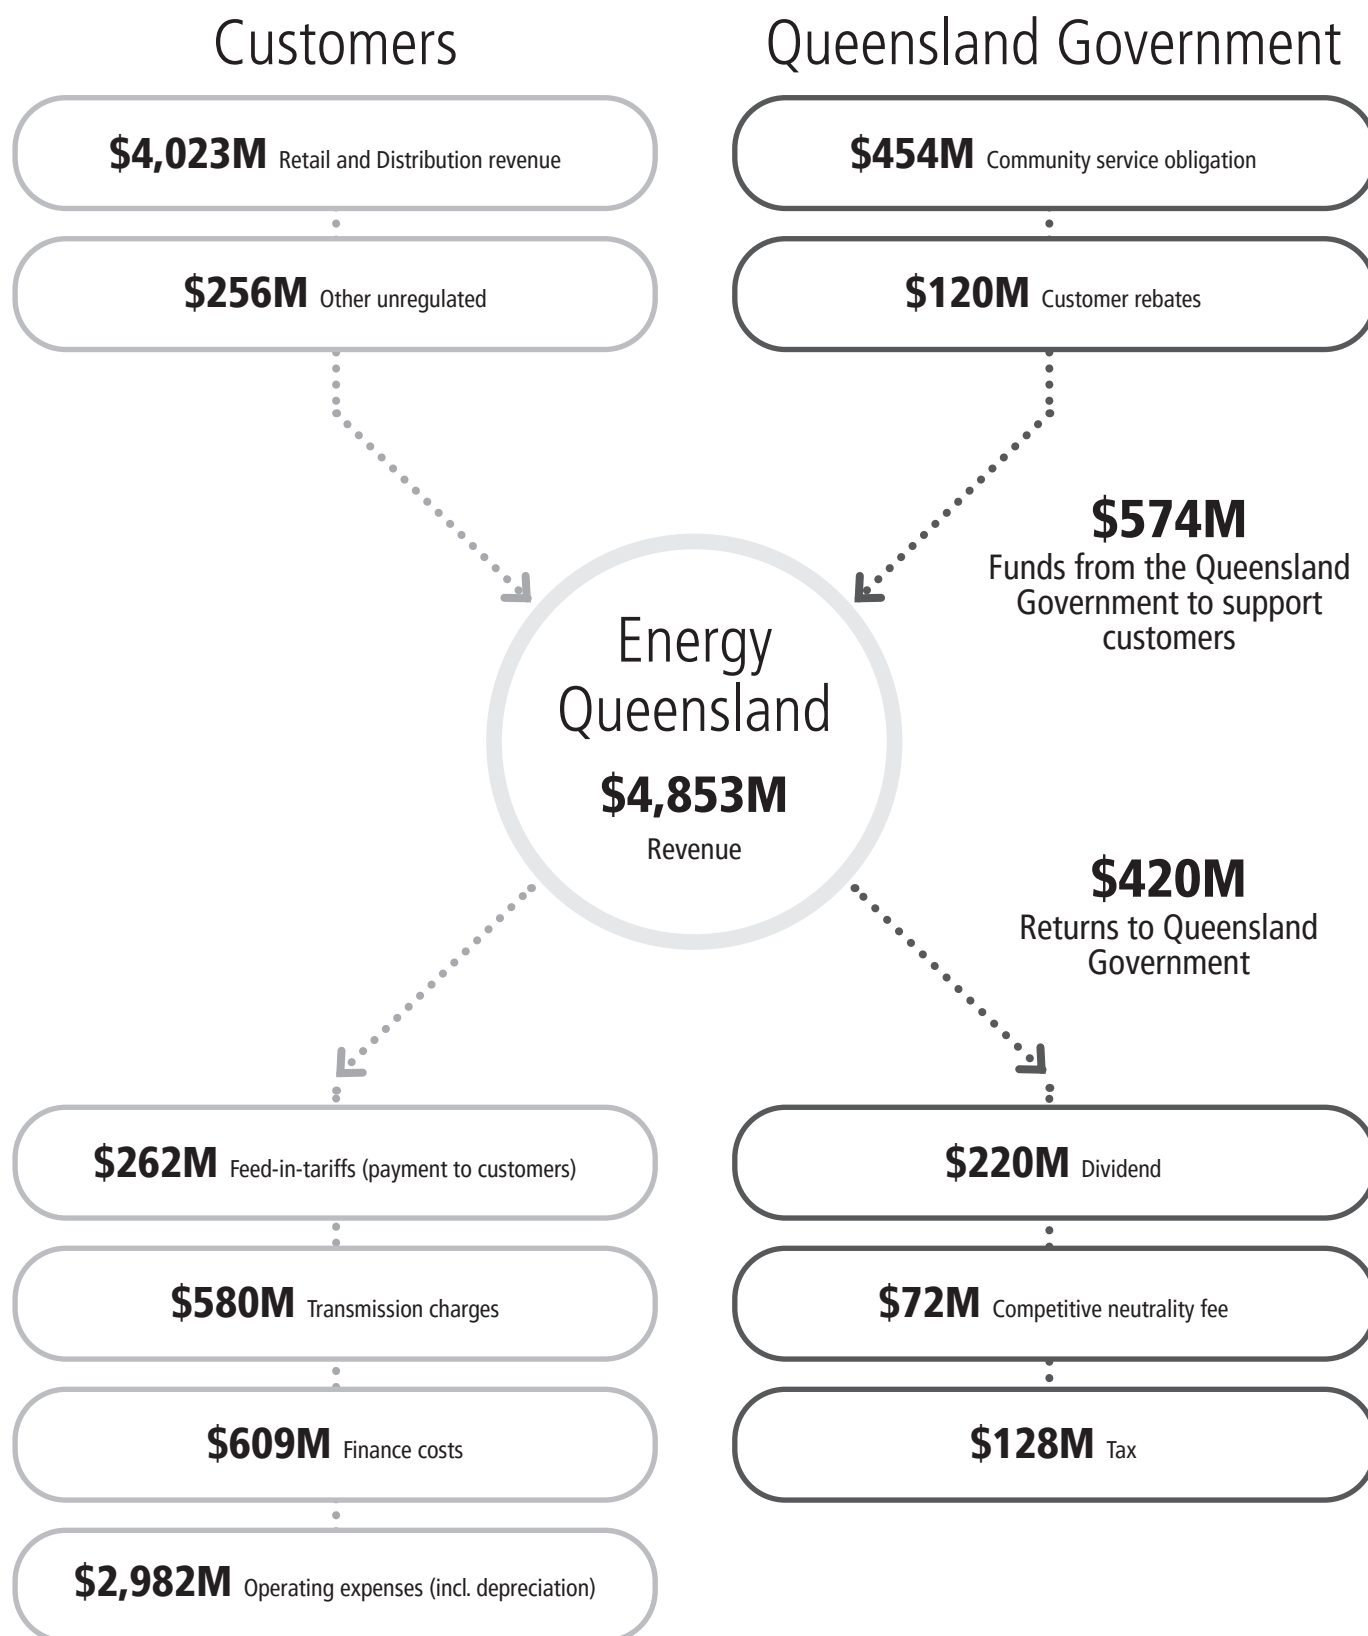 Customers
Queensland Government
$4,023M Retail and Distribution revenue
$454M Community service obligation
$256M Other unregulated
$120M Customer rebates
$574M
Funds from the Queensland
Government to support
customers
Energy
Queensland
$4,853M
Revenue
$420M
Returns to Queensland
Government
$262M Feed-in-tariffs (payment to customers)
$220M Dividend
$580M Transmission charges
$72M Competitive neutrality fee
$609M Finance costs
$128M Tax
$2,982M Operating expenses (incl. depreciation)